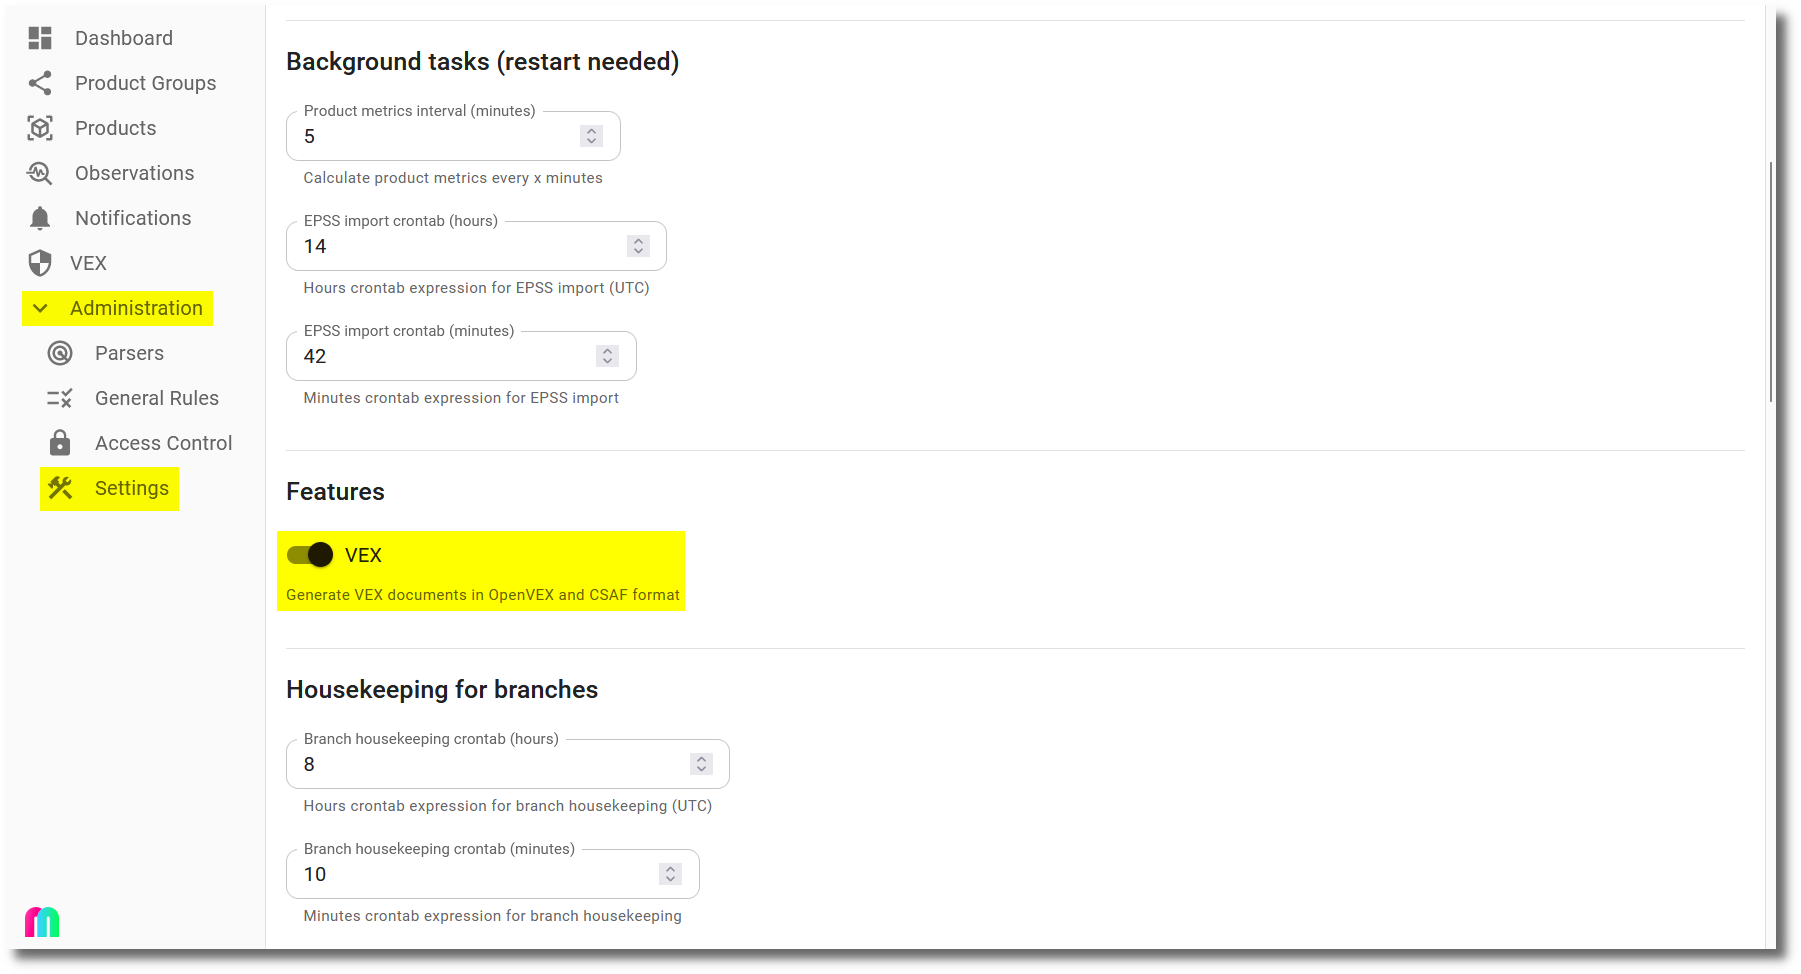 Dashboard
Product Groups
Products
Observations
Notifications
VEX
Administration
Parsers
General Rules
Access Control
Settings
Background tasks (restart needed)
Product metrics interval (minutes)
5
Calculate product metrics every x minutes
EPSS import crontab (hours)
14
Hours crontab expression for EPSS import (UTC)
EPSS import crontab (minutes)
42
Minutes crontab expression for EPSS import
Features
VEX
Generate VEX documents in OpenVEX and CSAF format
Housekeeping for branches
Branch housekeeping crontab (hours)
8
Hours crontab expression for branch housekeeping (UTC)
Branch housekeeping crontab (minutes)
10
Minutes crontab expression for branch housekeeping